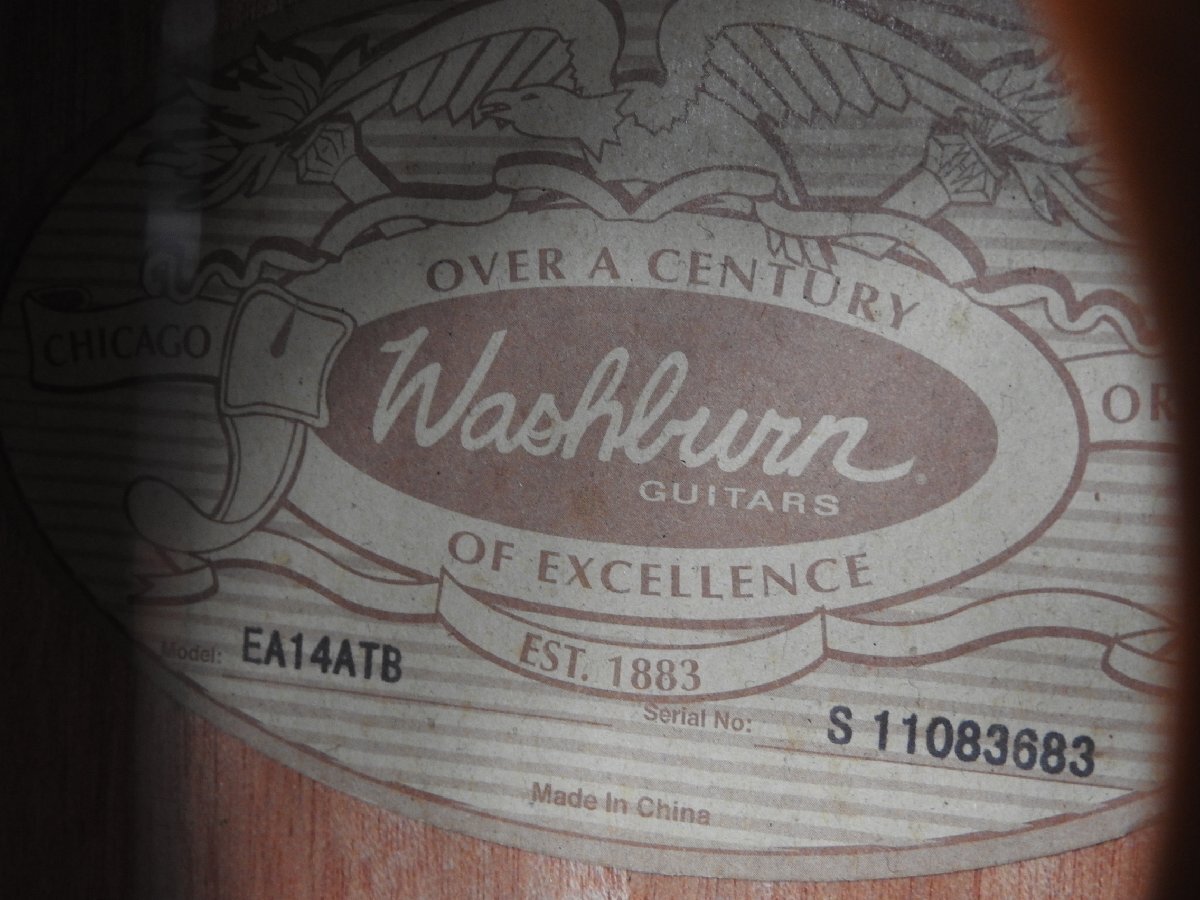 OVER A CENTURY
CHICAGO
Washburn
GUITARS
OF EXCELLENCE
EST. 1883
Model: EA14ATB
Serial No: S 11083683
Made In China